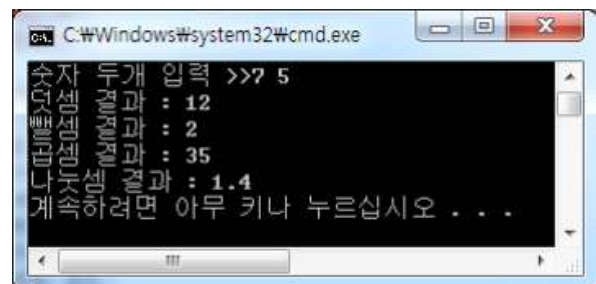 C:₩Windows₩system32₩cmd.exe
숫자 두개 입력 >>7 5
덧셈 결과 : 12
뺄셈 결과 : 2
곱셈 결과 : 35
나눗셈 결과 : 1.4
계속하려면 아무 키나 누르십시오 . . .